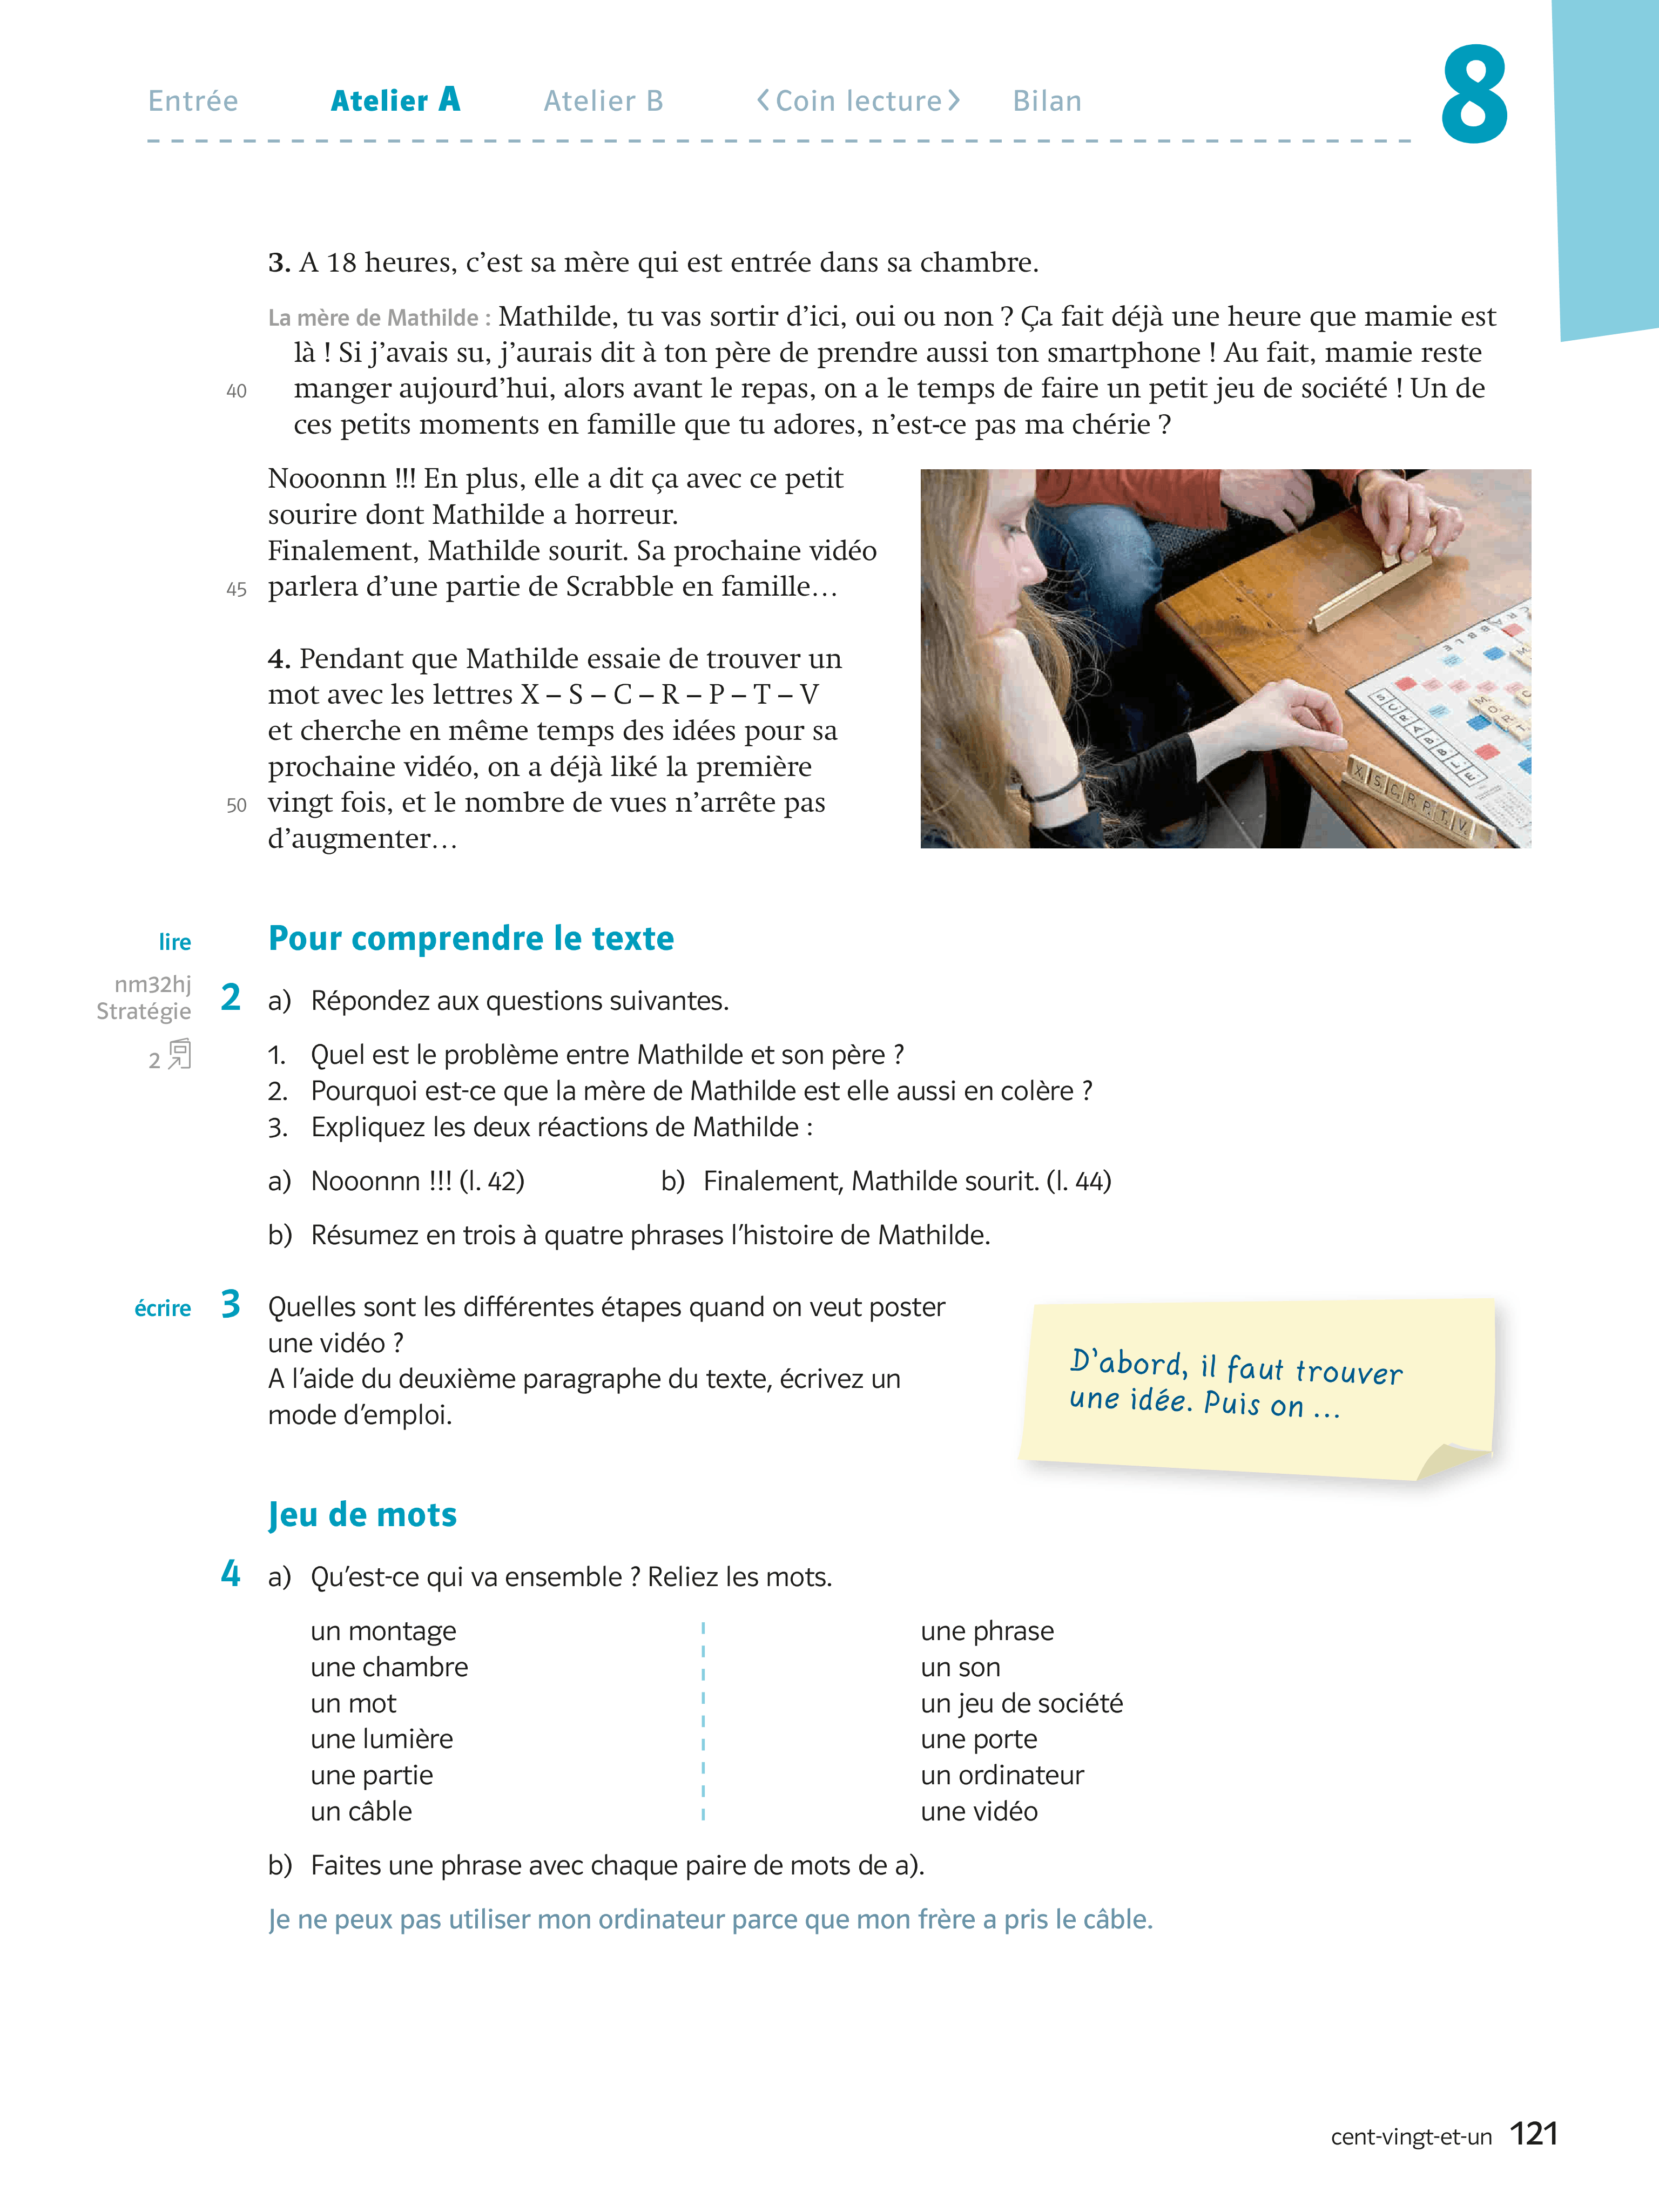 Entrée Atelier A Atelier B ‹Coin lecture› Bilan 8
3. A 18 heures, c’est sa mère qui est entrée dans sa chambre.
La mère de Mathilde : Mathilde, tu vas sortir d’ici, oui ou non ? Ça fait déjà une heure que mamie est
là ! Si j’avais su, j’aurais dit à ton père de prendre aussi ton smartphone ! Au fait, mamie reste
40 manger aujourd’hui, alors avant le repas, on a le temps de faire un petit jeu de société ! Un de
ces petits moments en famille que tu adores, n’est-ce pas ma chérie ?
Nooonnn !!! En plus, elle a dit ça avec ce petit
sourire dont Mathilde a horreur.
Finalement, Mathilde sourit. Sa prochaine vidéo
45 parlera d’une partie de Scrabble en famille…
4. Pendant que Mathilde essaie de trouver un
mot avec les lettres X – S – C – R – P – T – V
et cherche en même temps des idées pour sa
prochaine vidéo, on a déjà liké la première
50 vingt fois, et le nombre de vues n’arrête pas
d’augmenter…
SCRABBLE
X S C R P T V
lire Pour comprendre le texte
nm32hj
Stratégie
2
2 a) Répondez aux questions suivantes.
1. Quel est le problème entre Mathilde et son père ?
2. Pourquoi est-ce que la mère de Mathilde est elle aussi en colère ?
3. Expliquez les deux réactions de Mathilde :
a) Nooonnn !!! (l. 42) b) Finalement, Mathilde sourit. (l. 44)
b) Résumez en trois à quatre phrases l’histoire de Mathilde.
écrire 3 Quelles sont les différentes étapes quand on veut poster
une vidéo ?
A l’aide du deuxième paragraphe du texte, écrivez un
mode d’emploi.
D’abord, il faut trouver
une idée. Puis on ...
Jeu de mots
4 a) Qu’est-ce qui va ensemble ? Reliez les mots.
un montage une phrase
une chambre un son
un mot un jeu de société
une lumière une porte
une partie un ordinateur
un câble une vidéo
b) Faites une phrase avec chaque paire de mots de a).
Je ne peux pas utiliser mon ordinateur parce que mon frère a pris le câble.
cent-vingt-et-un 121